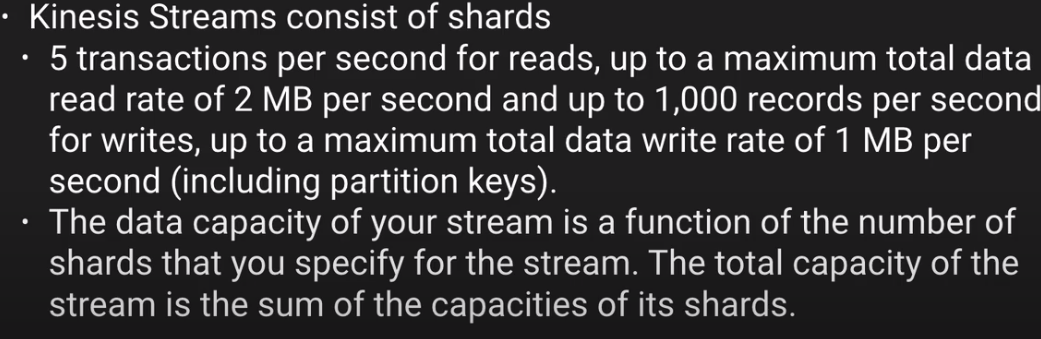 • Kinesis Streams consist of shards
• 5 transactions per second for reads, up to a maximum total data
read rate of 2 MB per second and up to 1,000 records per second
for writes, up to a maximum total data write rate of 1 MB per
second (including partition keys).
• The data capacity of your stream is a function of the number of
shards that you specify for the stream. The total capacity of the
stream is the sum of the capacities of its shards.